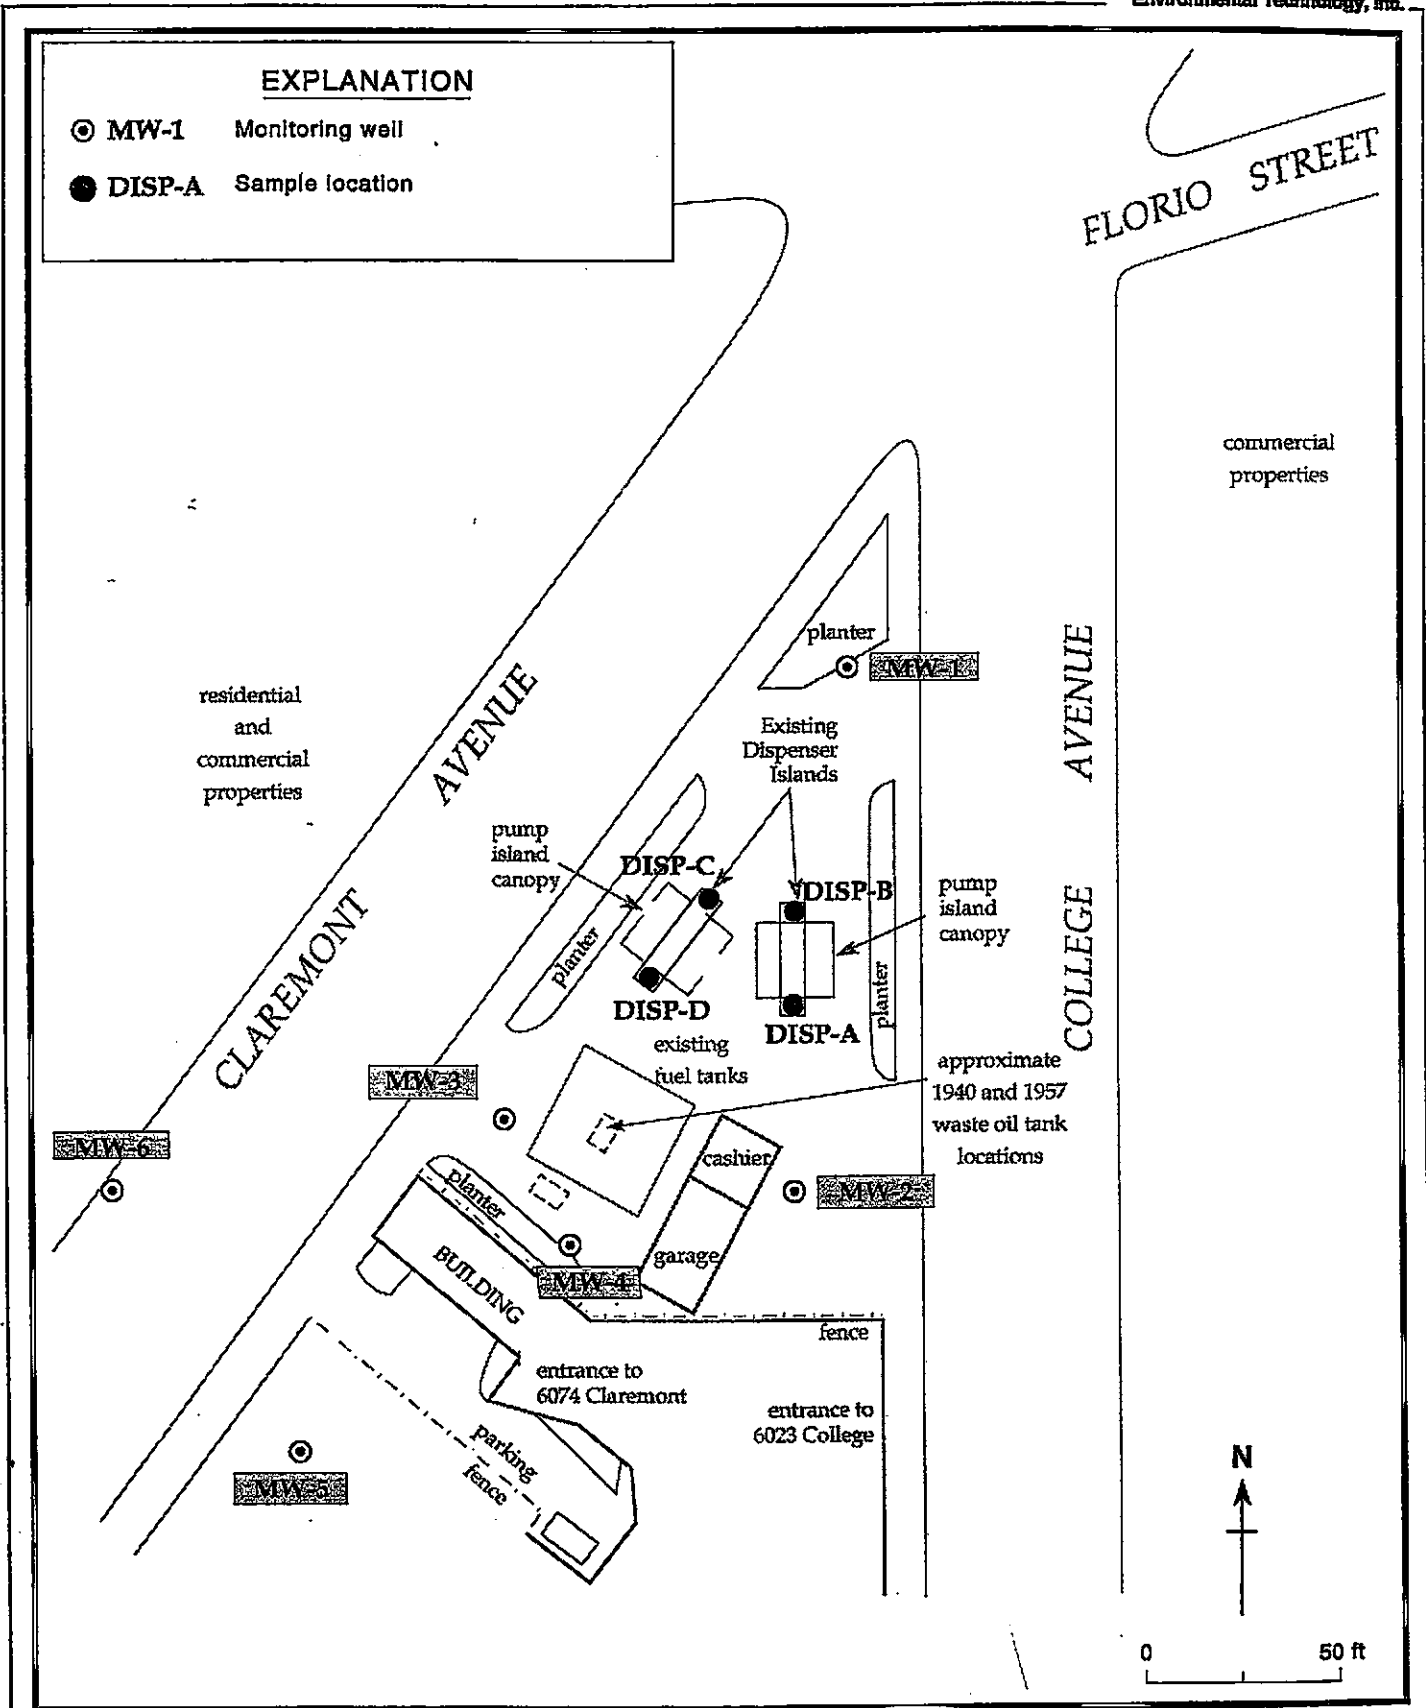 Environmental Technology, Inc.
EXPLANATION
MW-1 Monitoring well
DISP-A Sample location
FLORIO STREET
commercial
properties
planter
MW-1
residential
and
commercial
properties
CLAREMONT AVENUE
COLLEGE AVENUE
Existing
Dispenser
Islands
pump
island
canopy
DISP-C
DISP-B
pump
island
canopy
planter
planter
DISP-D
DISP-A
existing
fuel tanks
approximate
1940 and 1957
waste oil tank
locations
MW-3
MW-6
cashier
MW-2
planter
garage
BUILDING
MW-4
fence
entrance to
6074 Claremont
entrance to
6023 College
parking
fence
MW-5
N
0 50 ft